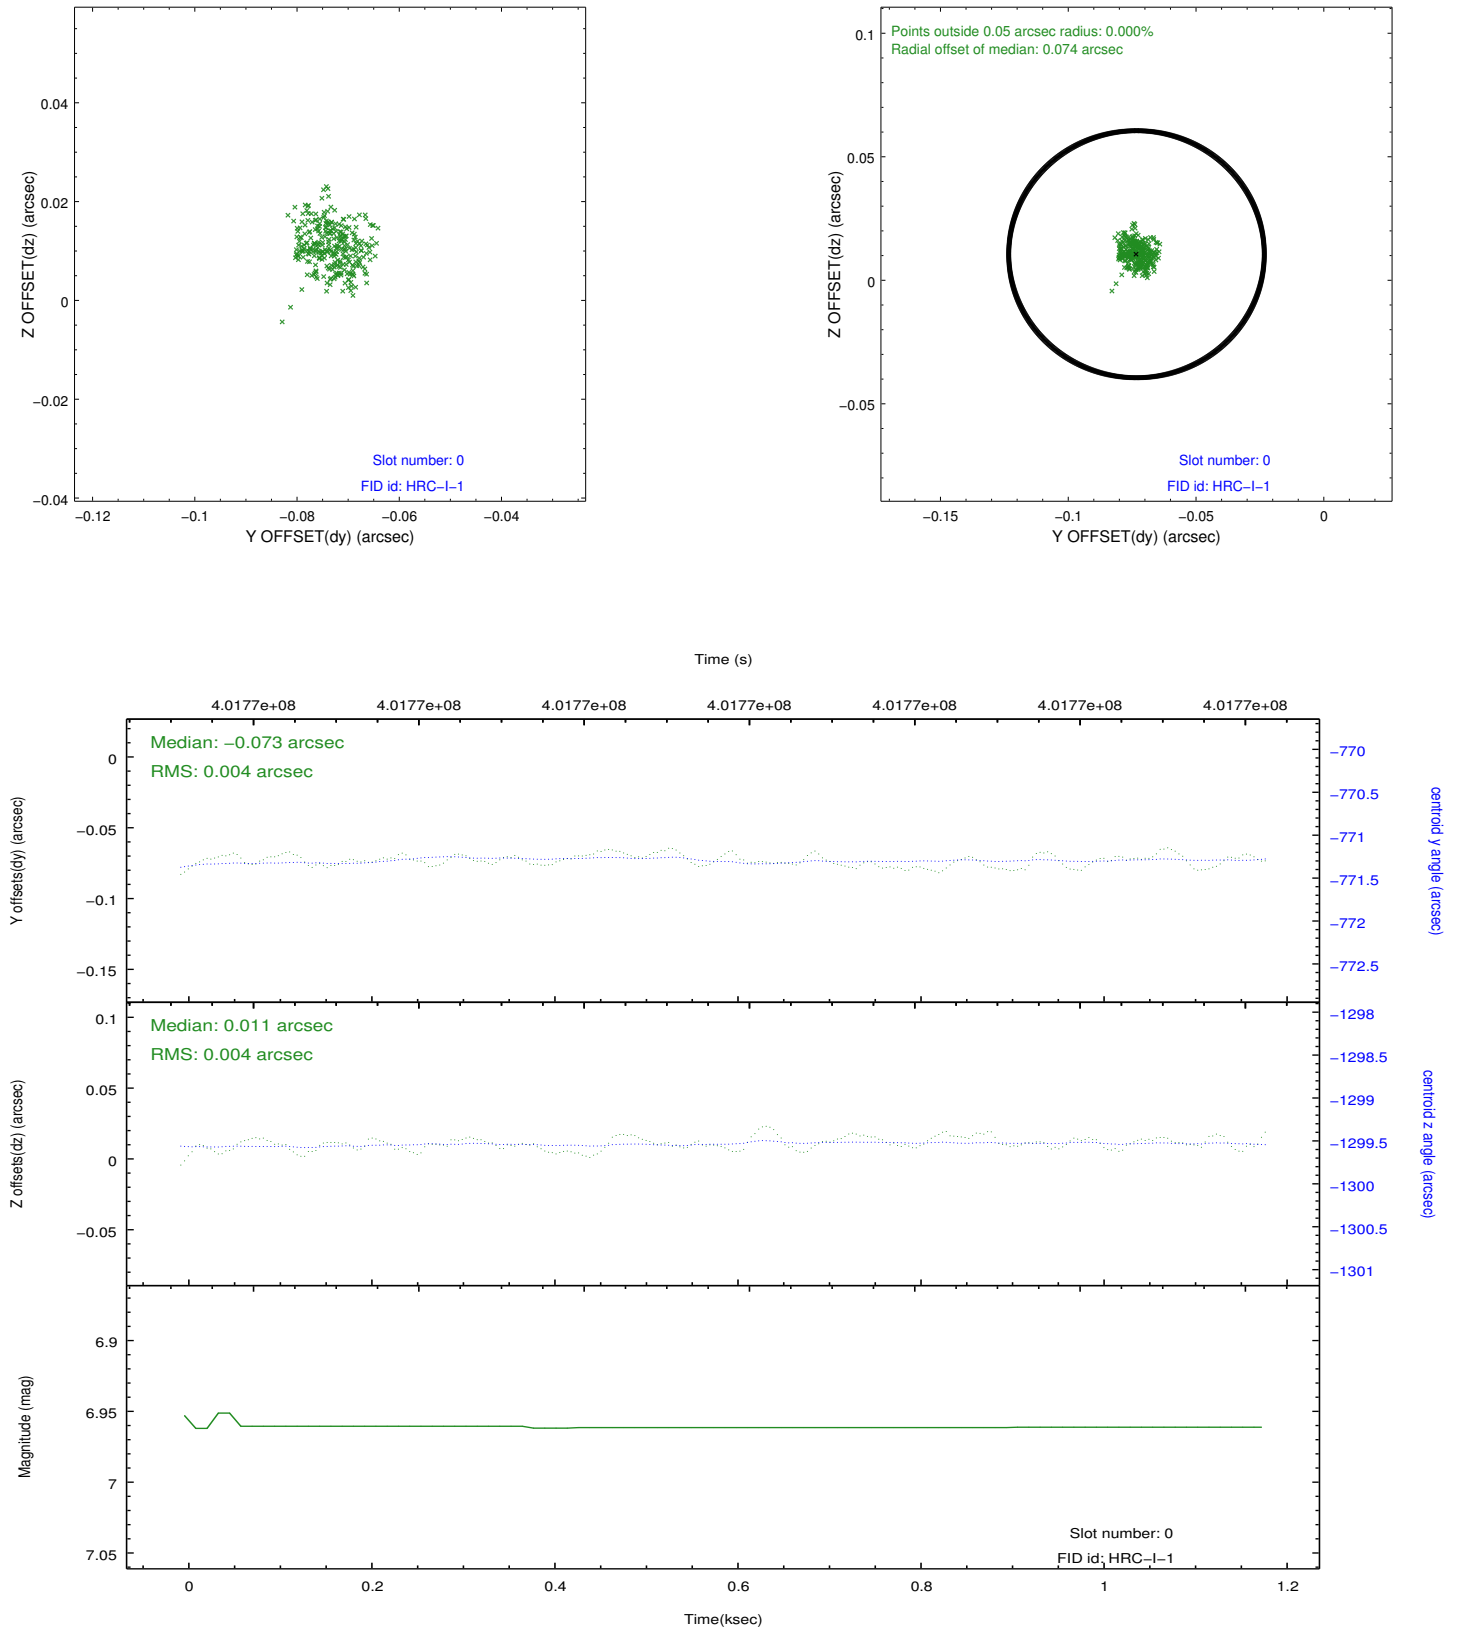 0.04
0.02
0
−0.02
−0.04
Z OFFSET(dz) (arcsec)
Slot number: 0
FID id: HRC−I−1
−0.12
−0.1
−0.08
−0.06
−0.04
Y OFFSET(dy) (arcsec)
Points outside 0.05 arcsec radius: 0.000%
Radial offset of median: 0.074 arcsec
0.1
0.05
0
−0.05
Z OFFSET(dz) (arcsec)
Slot number: 0
FID id: HRC−I−1
−0.15
−0.1
−0.05
0
Y OFFSET(dy) (arcsec)
Time (s)
4.0177e+08
4.0177e+08
4.0177e+08
4.0177e+08
4.0177e+08
4.0177e+08
4.0177e+08
Median: −0.073 arcsec
RMS: 0.004 arcsec
0
−0.05
−0.1
−0.15
Y offsets(dy) (arcsec)
−770
−770.5
−771
−771.5
−772
−772.5
centroid y angle (arcsec)
Median: 0.011 arcsec
RMS: 0.004 arcsec
0.1
0.05
0
−0.05
Z offsets(dz) (arcsec)
−1298
−1298.5
−1299
−1299.5
−1300
−1300.5
−1301
centroid z angle (arcsec)
6.9
6.95
7
7.05
Magnitude (mag)
Slot number: 0
FID id: HRC−I−1
0
0.2
0.4
0.6
0.8
1
1.2
Time(ksec)